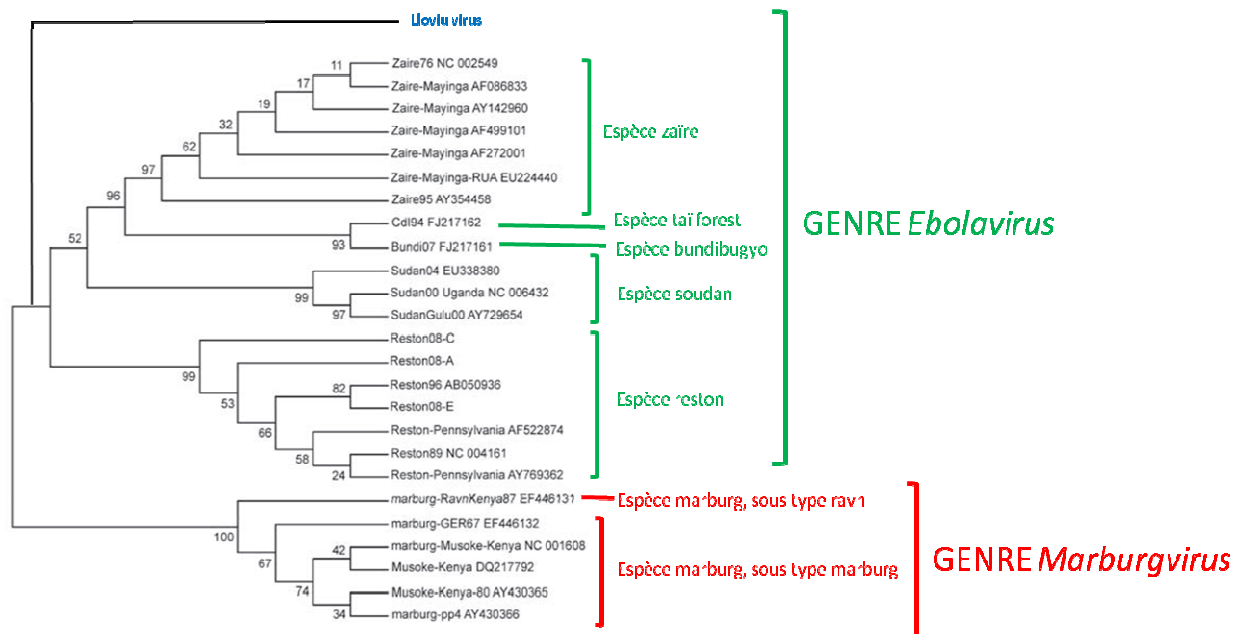 Lloviu virus
11
Zaire76 NC 002549
17
Zaire-Mayinga AF086833
19
Zaire-Mayinga AY142960
32
Zaire-Mayinga AF499101
Espèce zaïre
62
Zaire-Mayinga AF272001
97
Zaire-Mayinga-RUA EU224440
96
Zaire95 AY354458
CdI94 FJ217162
Espèce taï forest
GENRE Ebolavirus
52
93
Bundi07 FJ217161
Espèce bundibugyo
Sudan04 EU338380
99
Sudan00 Uganda NC 006432
Espèce soudan
97
SudanGulu00 AY729654
Reston08-C
99
Reston08-A
82
Reston96 AB050936
53
Reston08-E
Espèce reston
66
Reston-Pennsylvania AF522874
58
Reston89 NC 004161
24
Reston-Pennsylvania AY769362
marburg-RavnKenya87 EF446131
Espèce marburg, sous type ravn
100
marburg-GER67 EF446132
42
marburg-Musoke-Kenya NC 001608
GENRE Marburgvirus
67
Musoke-Kenya DQ217792
Espèce marburg, sous type marburg
74
Musoke-Kenya-80 AY430365
34
marburg-pp4 AY430366